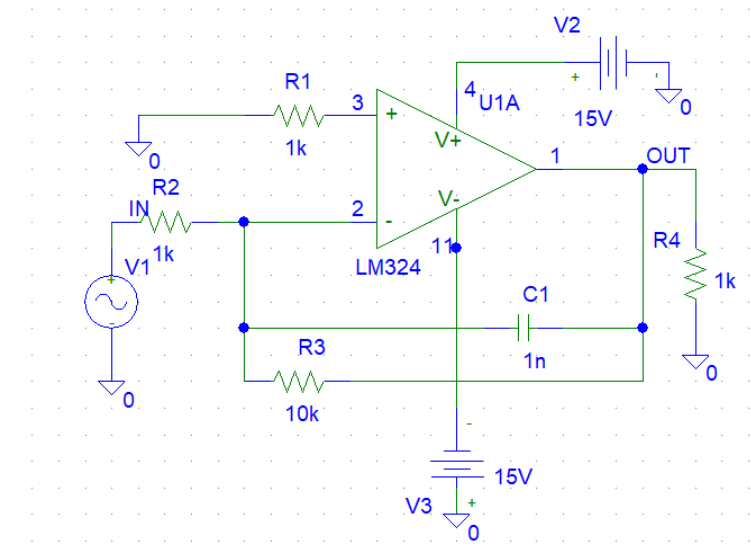 V2
+ -
0
15V
R1
1k
0
3
+
4
U1A
V+
1
OUT
R2
IN
1k
2
-
V-
11
LM324
V1
+
-
0
R4
1k
0
C1
1n
R3
10k
-
15V
V3
+
0